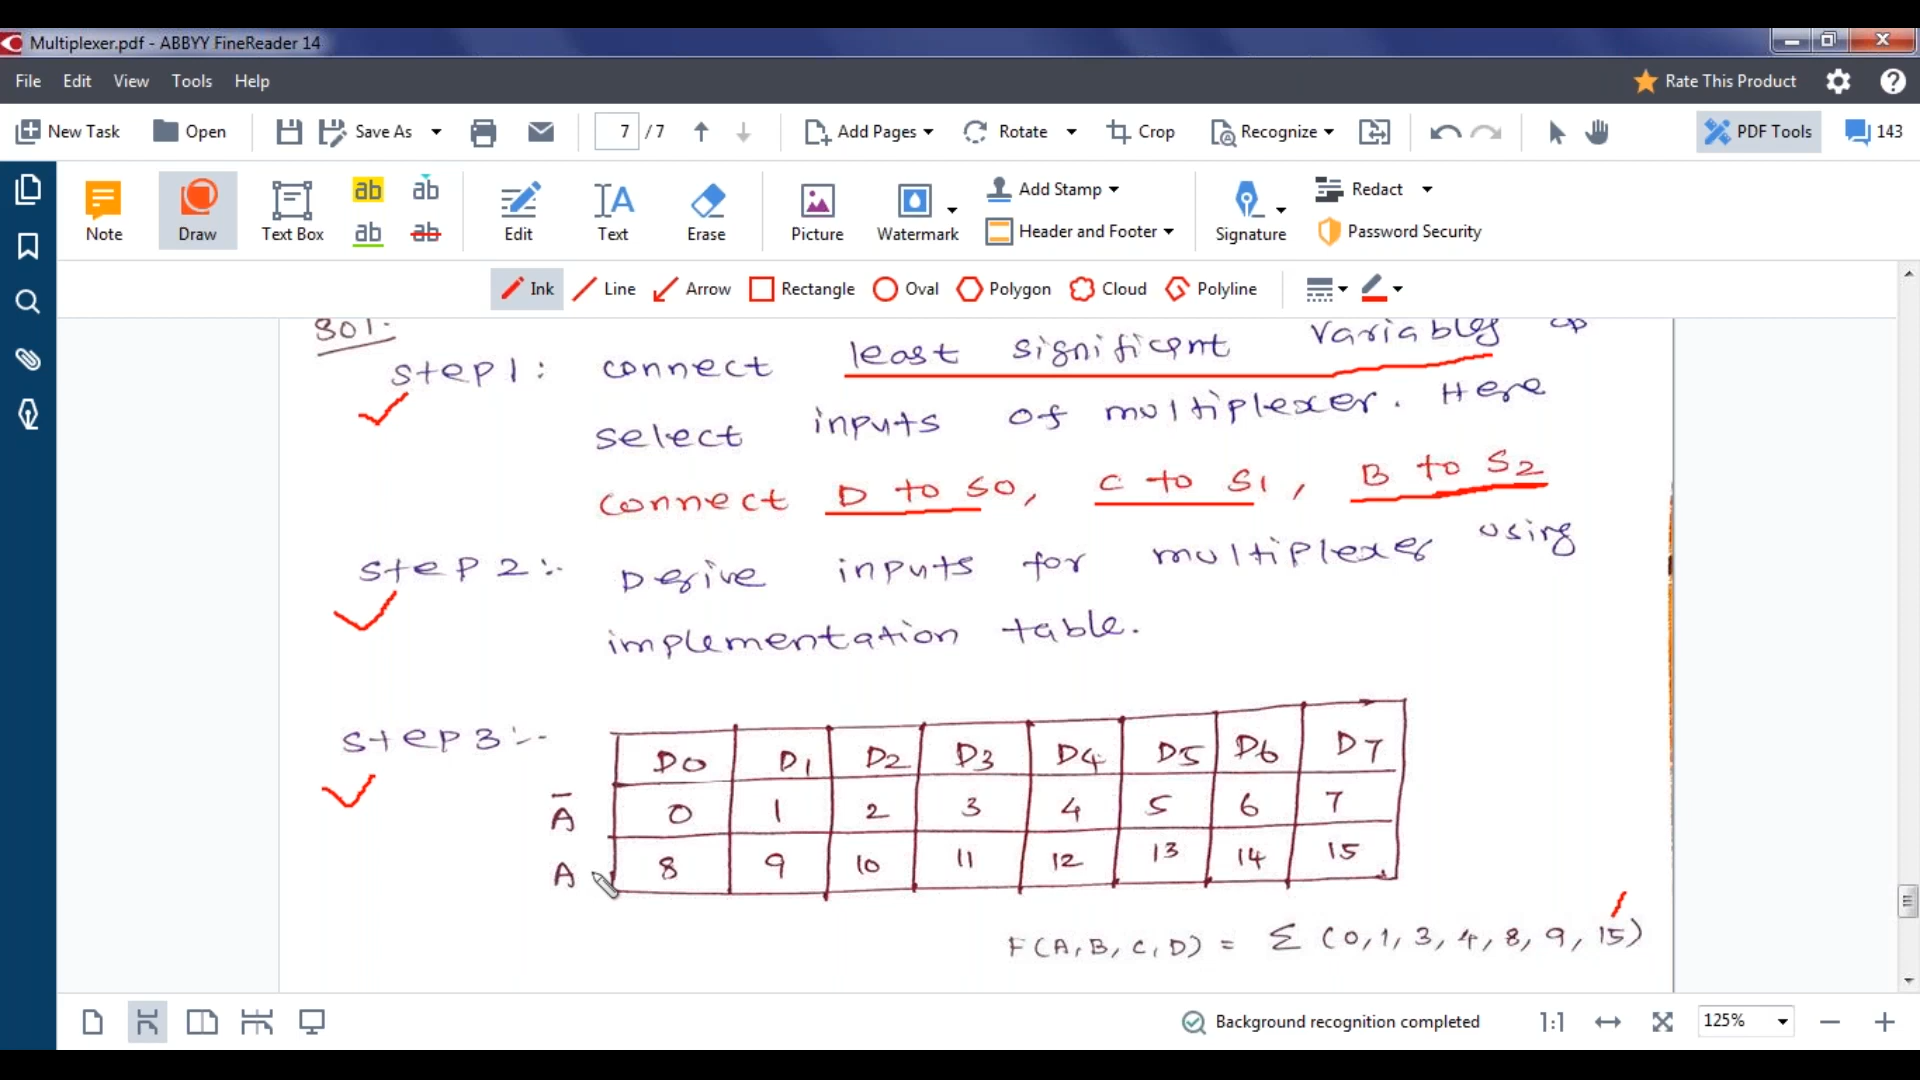 Multiplexer.pdf - ABBYY FineReader 14
File Edit View Tools Help Rate This Product
New Task Open Save As 7 / 7 Add Pages Rotate Crop Recognize PDF Tools 143
Note Draw Text Box ab ab ab ab Edit Text Erase Picture Watermark Add Stamp Header and Footer Signature Redact Password Security
Ink Line Arrow Rectangle Oval Polygon Cloud Polyline
Sol:
Step1: connect least significant variables
select inputs of multiplexer. Here
connect D to S0, C to S1, B to S2
Step 2:- Derive inputs for multiplexer using
implementation table.
Step 3:-
D0 D1 D2 D3 D4 D5 D6 D7
Ā 0 1 2 3 4 5 6 7
A 8 9 10 11 12 13 14 15
F(A,B,C,D) = Σ (0,1,3,4,8,9,15)
Background recognition completed 1:1 125%